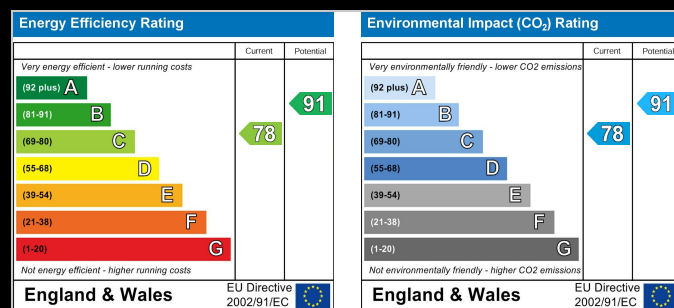 Energy Efficiency Rating
Current Potential
Very energy efficient - lower running costs
(92 plus) A
(81-91) B
91
(69-80) C
78
(55-68) D
(39-54) E
(21-38) F
(1-20) G
Not energy efficient - higher running costs
England & Wales
EU Directive
2002/91/EC
Environmental Impact (CO₂) Rating
Current Potential
Very environmentally friendly - lower CO2 emissions
(92 plus) A
(81-91) B
91
(69-80) C
78
(55-68) D
(39-54) E
(21-38) F
(1-20) G
Not environmentally friendly - higher CO2 emissions
England & Wales
EU Directive
2002/91/EC